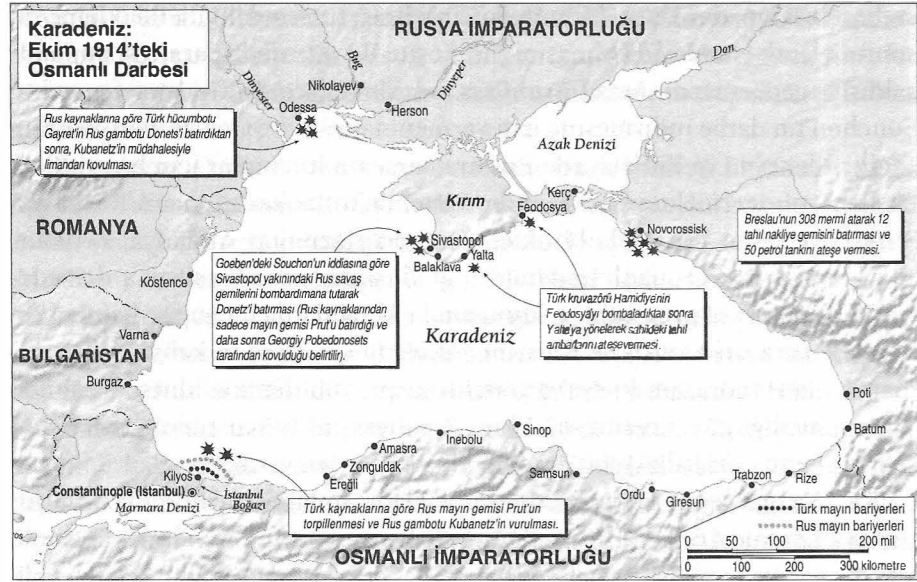 Karadeniz:
Ekim 1914'teki
Osmanlı Darbesi
RUSYA İMPARATORLUĞU
Dinyester
Bug
Dinyeper
Don
Nikolayev
Odessa
Herson
Rus kaynaklarına göre Türk hücumbotu
Gayret'in Rus gambotu Donets'i batırdıktan
sonra, Kubanetz'in müdahalesiyle
limandan kovulması.
Azak Denizi
Kırım
Kerç
Feodosya
Novorossisk
Sivastopol
Yalta
Balaklava
ROMANYA
Köstence
Goeben'deki Souchon'un iddiasına göre
Sivastopol yakınındaki Rus savaş
gemilerini bombardımana tutarak
Donetz'i batırması (Rus kaynaklarından
sadece mayın gemisi Prut'u batırdığı ve
daha sonra Georgiy Pobedonosets
tarafından kovulduğu belirtilir).
Breslau'nun 308 mermi atarak 12
tahıl nakliye gemisini batırması ve
50 petrol tankını ateşe vermesi.
Türk kruvazörü Hamidiye'nin
Feodosya'yı bombaladıktan sonra
Yalta'ya yönelerek sahildeki tahıl
ambarlarını ateşe vermesi.
Karadeniz
Varna
BULGARİSTAN
Burgaz
Poti
Batum
Rize
Trabzon
Giresun
Ordu
Samsun
Sinop
İnebolu
Amasra
Zonguldak
Ereğli
Kilyos
Constantinople (İstanbul)
Marmara Denizi
İstanbul
Boğazı
Türk kaynaklarına göre Rus mayın gemisi Prut'un
torpillenmesi ve Rus gambotu Kubanetz'in vurulması.
OSMANLI İMPARATORLUĞU
Türk mayın bariyerleri
Rus mayın bariyerleri
0 50 100 200 mil
0 100 200 300 kilometre